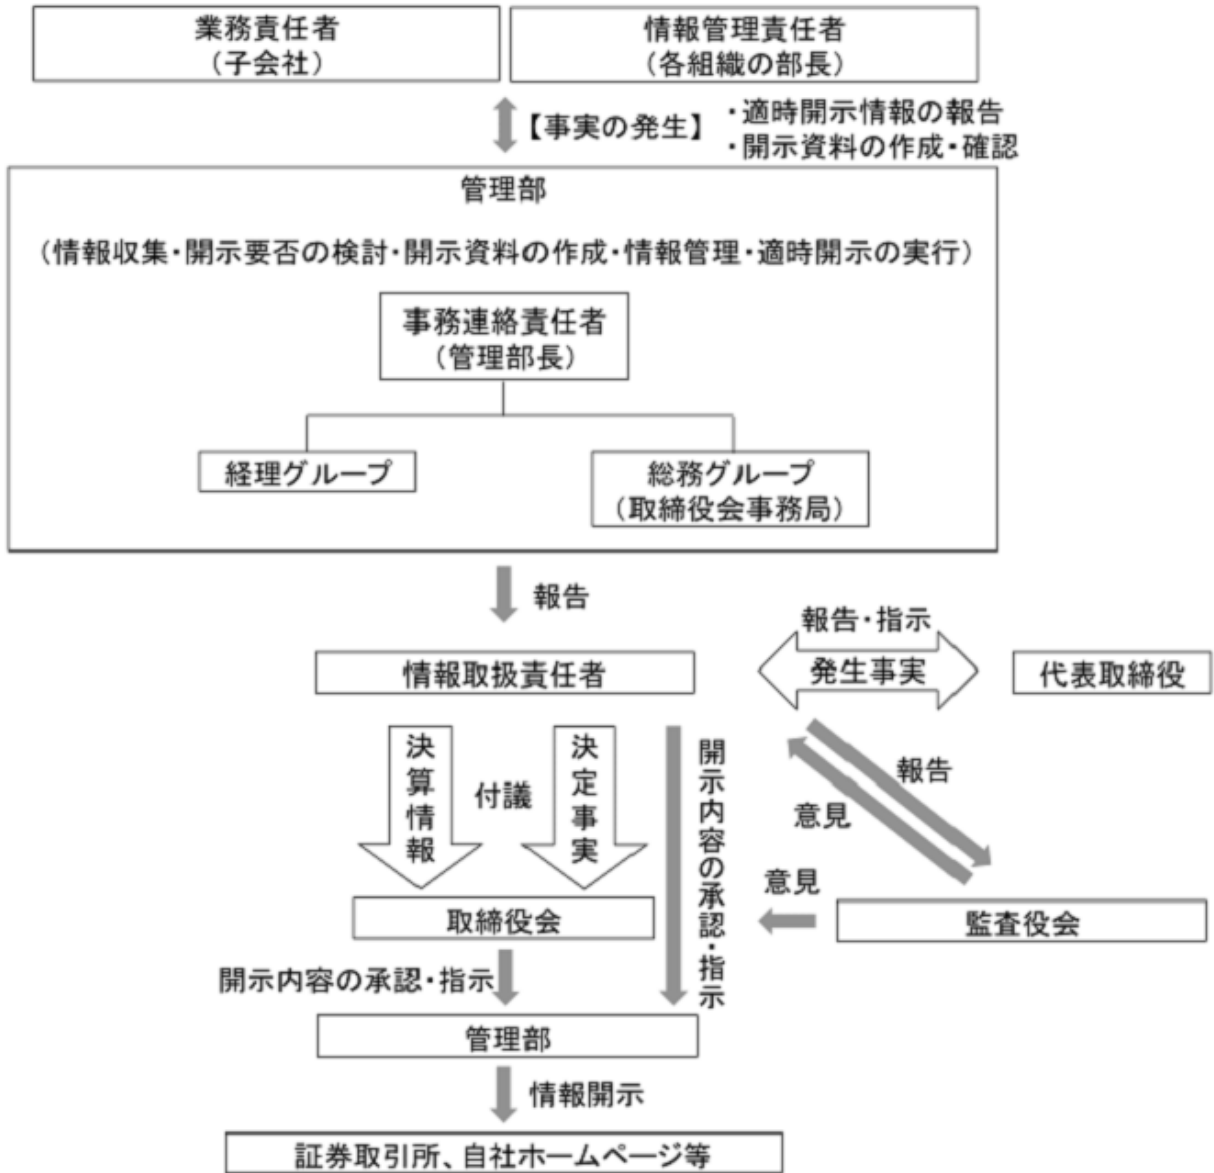 業務責任者
(子会社)
情報管理責任者
(各組織の部長)
【事実の発生】
・適時開示情報の報告
・開示資料の作成・確認
管理部
(情報収集・開示要否の検討・開示資料の作成・情報管理・適時開示の実行)
事務連絡責任者
(管理部長)
経理グループ
総務グループ
(取締役会事務局)
報告
情報取扱責任者
報告・指示
発生事実
代表取締役
決算情報
付議
決定事実
開示内容の承認・指示
報告
意見
意見
取締役会
監査役会
開示内容の承認・指示
管理部
情報開示
証券取引所、自社ホームページ等